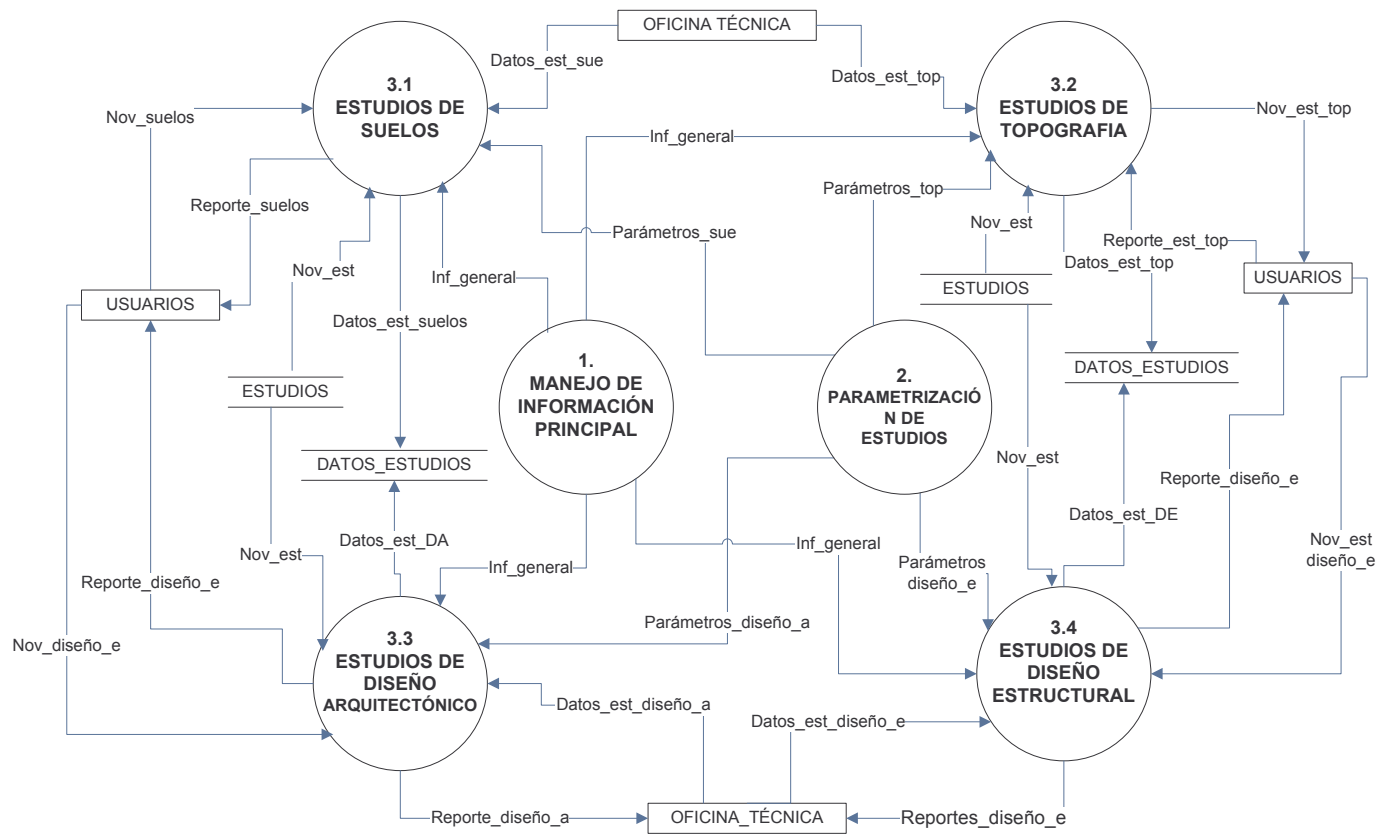 OFICINA TÉCNICA
Datos_est_sue
Datos_est_top
3.1
ESTUDIOS DE
SUELOS
3.2
ESTUDIOS DE
TOPOGRAFIA
Nov_suelos
Nov_est_top
Inf_general
Parámetros_top
Reporte_suelos
Nov_est
Parámetros_sue
Reporte_est_top
Datos_est_top
Nov_est
Inf_general
USUARIOS
ESTUDIOS
USUARIOS
Datos_est_suelos
1.
MANEJO DE
INFORMACIÓN
PRINCIPAL
2.
PARAMETRIZACIÓ
N DE
ESTUDIOS
DATOS_ESTUDIOS
ESTUDIOS
DATOS_ESTUDIOS
Nov_est
Reporte_diseño_e
Datos_est_DE
Datos_est_DA
Nov_est
Inf_general
Nov_est
diseño_e
Parámetros
diseño_e
Inf_general
Reporte_diseño_e
Parámetros_diseño_a
Nov_diseño_e
3.3
ESTUDIOS DE
DISEÑO
ARQUITECTÓNICO
3.4
ESTUDIOS DE
DISEÑO
ESTRUCTURAL
Datos_est_diseño_a
Datos_est_diseño_e
Reporte_diseño_a
OFICINA_TÉCNICA
Reportes_diseño_e